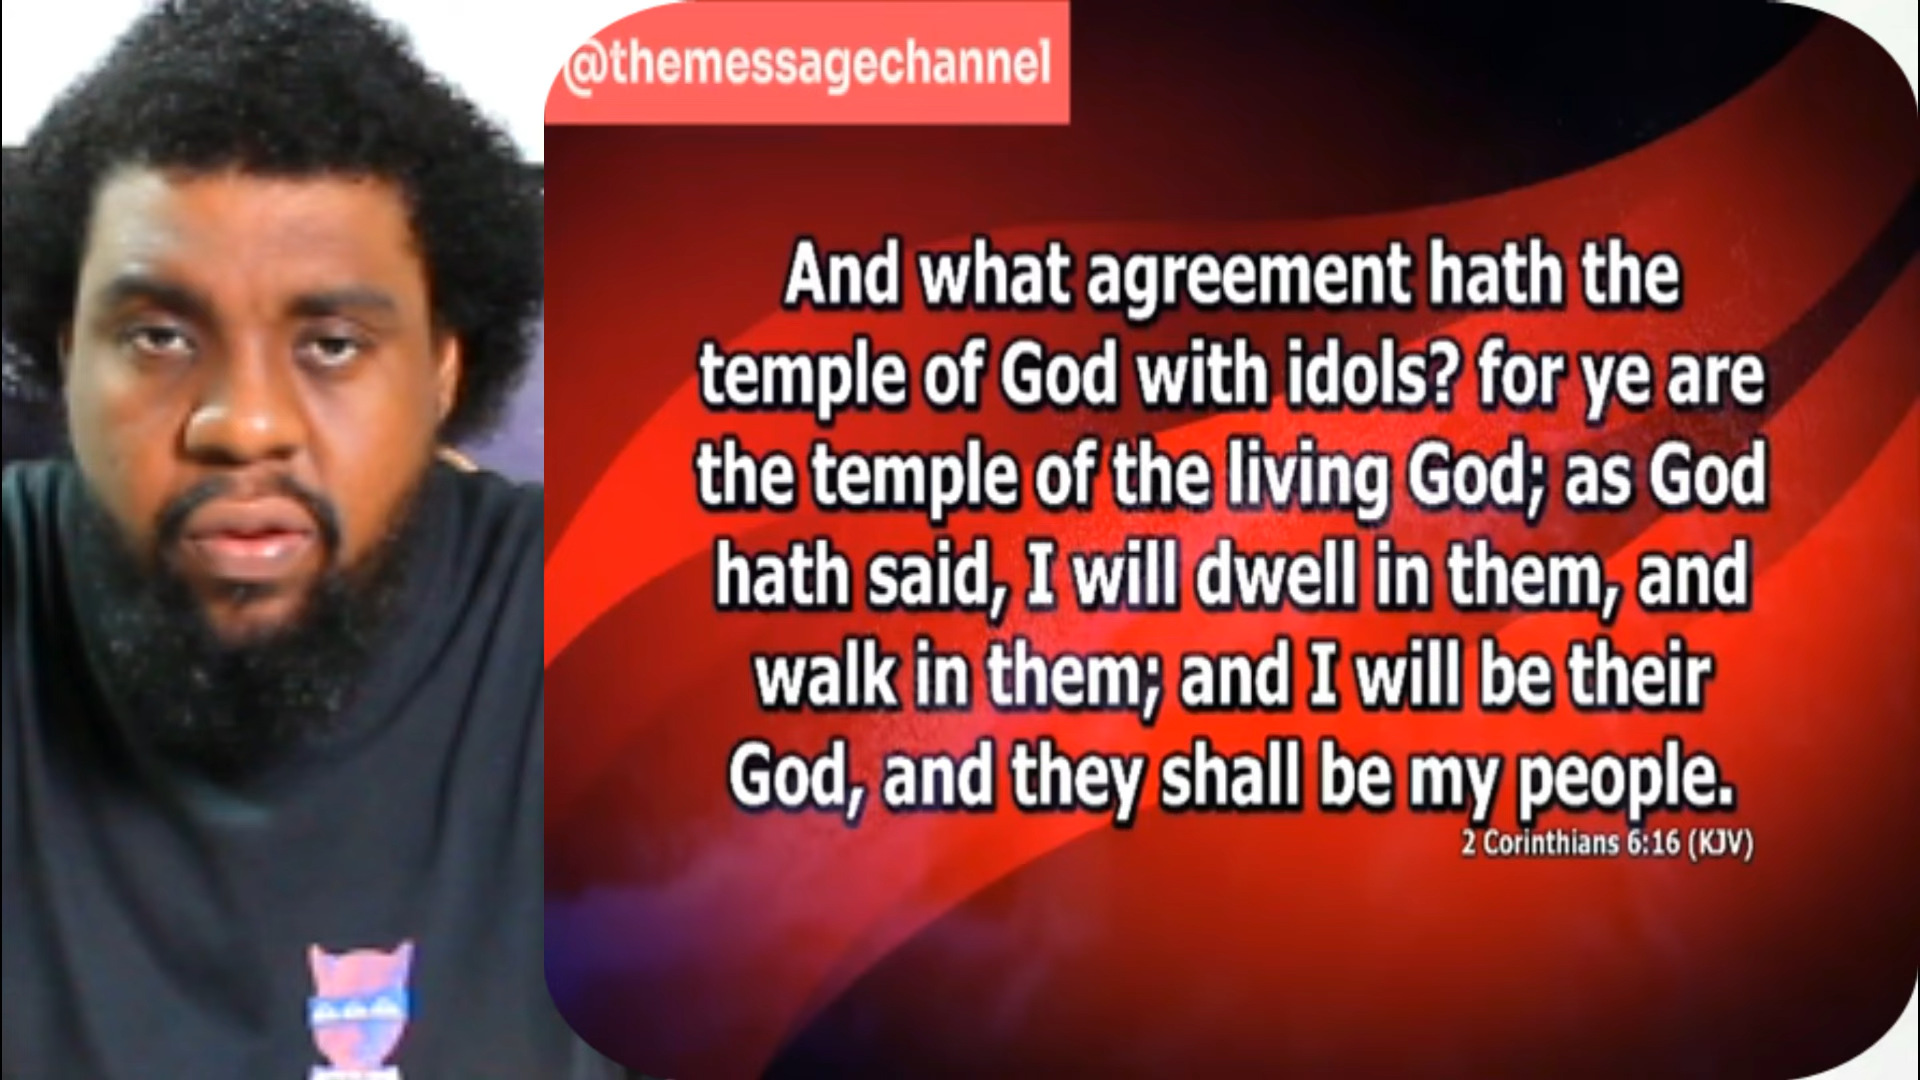 @themessagechannel
And what agreement hath the
temple of God with idols? for ye are
the temple of the living God; as God
hath said, I will dwell in them, and
walk in them; and I will be their
God, and they shall be my people.
2 Corinthians 6:16 (KJV)